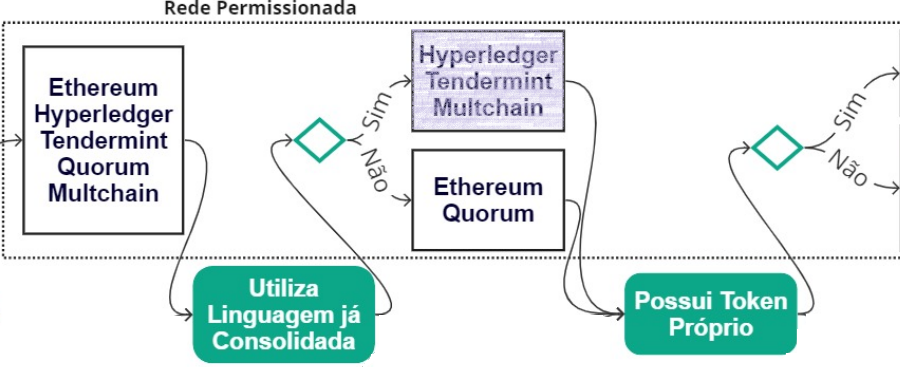 Rede Permissionada
Ethereum
Hyperledger
Tendermint
Quorum
Multchain
Utiliza
Linguagem já
Consolidada
Sim
Não
Hyperledger
Tendermint
Multchain
Ethereum
Quorum
Possui Token
Próprio
Sim
Não